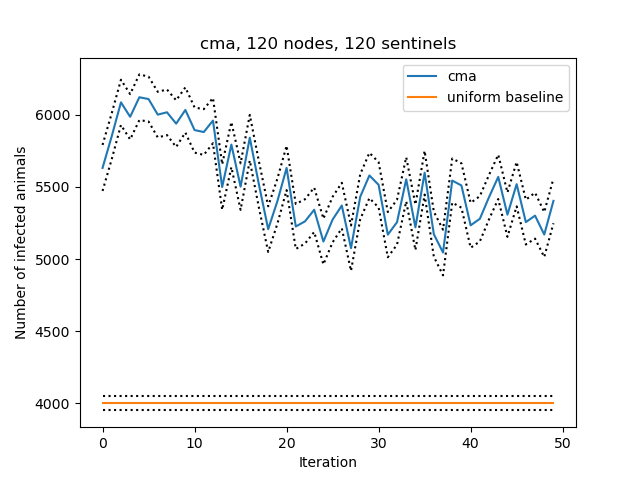 cma, 120 nodes, 120 sentinels
cma
uniform baseline
6000
5500
5000
4500
4000
Number of infected animals
0 10 20 30 40 50
Iteration